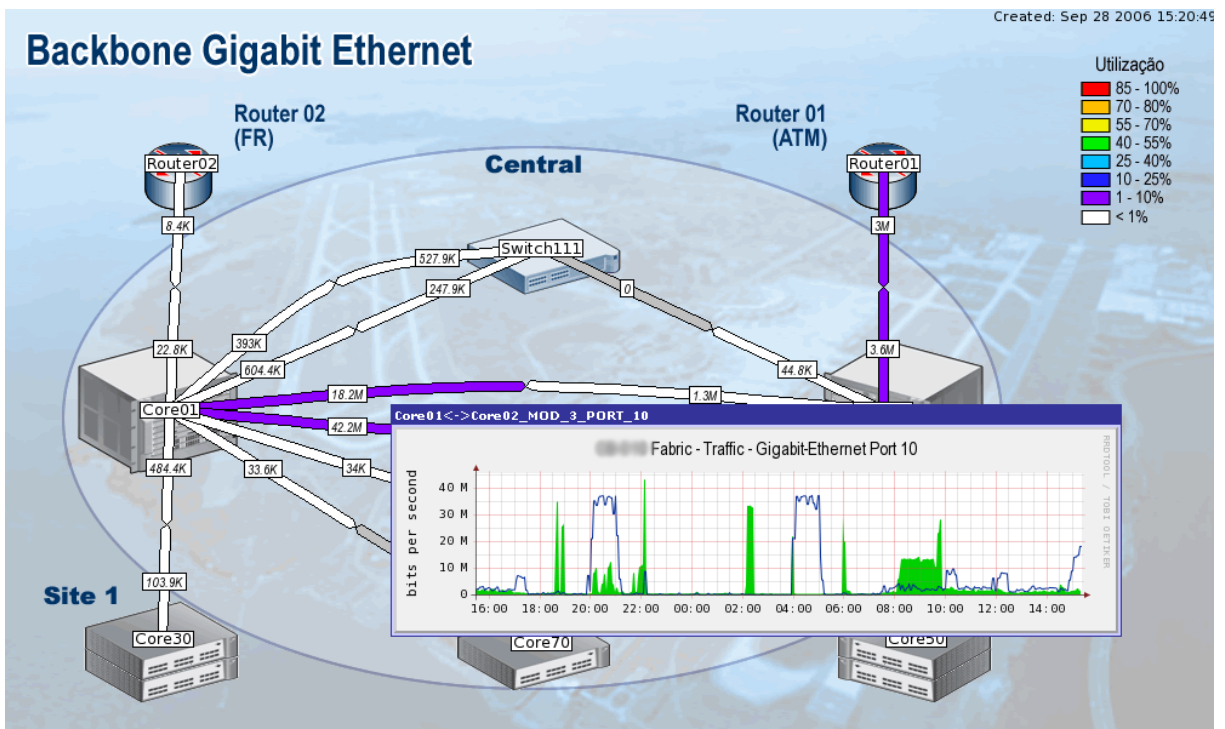 Created: Sep 28 2006 15:20:49
Backbone Gigabit Ethernet
Utilização
85 - 100%
70 - 80%
55 - 70%
40 - 55%
25 - 40%
10 - 25%
1 - 10%
< 1%
Router 02
(FR)
Router 01
(ATM)
Central
Router02
Router01
8.4K
3M
Switch111
527.9K
247.9K
0
22.8K
393K
604.4K
3.6M
44.8K
Core01
18.2M
1.3M
42.2M
484.4K
33.6K
34K
Core01<->Core02_MOD_3_PORT_10
Fabric - Traffic - Gigabit-Ethernet Port 10
RRDTOOL / TOBI OETIKER
bits per second
40 M
30 M
20 M
10 M
0
16:00 18:00 20:00 22:00 00:00 02:00 04:00 06:00 08:00 10:00 12:00 14:00
103.9K
Site 1
Core30
Core70
Core50